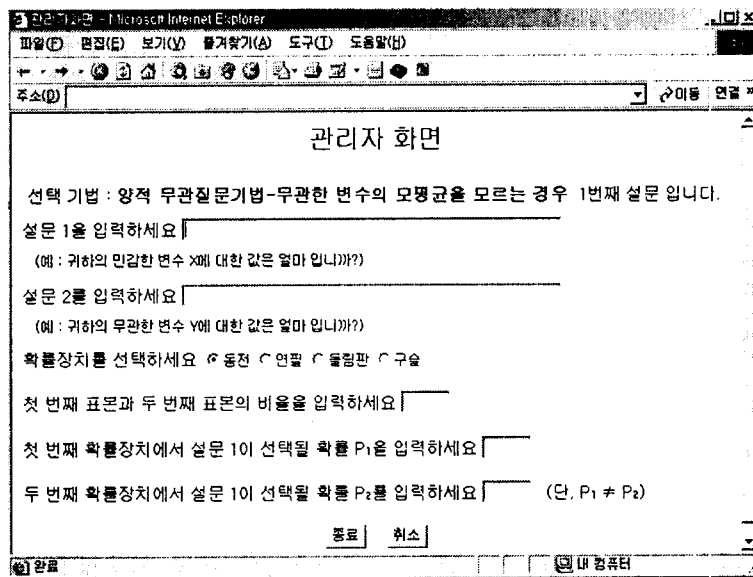 관리자 화면 - Microsoft Internet Explorer
파일(F) 편집(E) 보기(V) 즐겨찾기(A) 도구(T) 도움말(H)
주소(D) 이동 연결 »
관리자 화면
선택 기법 : 양적 무관질문기법-무관한 변수의 모평균을 모르는 경우 1번째 설문 입니다.
설문 1을 입력하세요
(예 : 귀하의 민감한 변수 X에 대한 값은 얼마 입니까?)
설문 2를 입력하세요
(예 : 귀하의 무관한 변수 Y에 대한 값은 얼마 입니까?)
확률장치를 선택하세요 동전 연필 돌림판 구슬
첫 번째 표본과 두 번째 표본의 비율을 입력하세요
첫 번째 확률장치에서 설문 1이 선택될 확률 P₁을 입력하세요
두 번째 확률장치에서 설문 1이 선택될 확률 P₂를 입력하세요 (단, P₁ ≠ P₂)
종료 취소
완료 내 컴퓨터